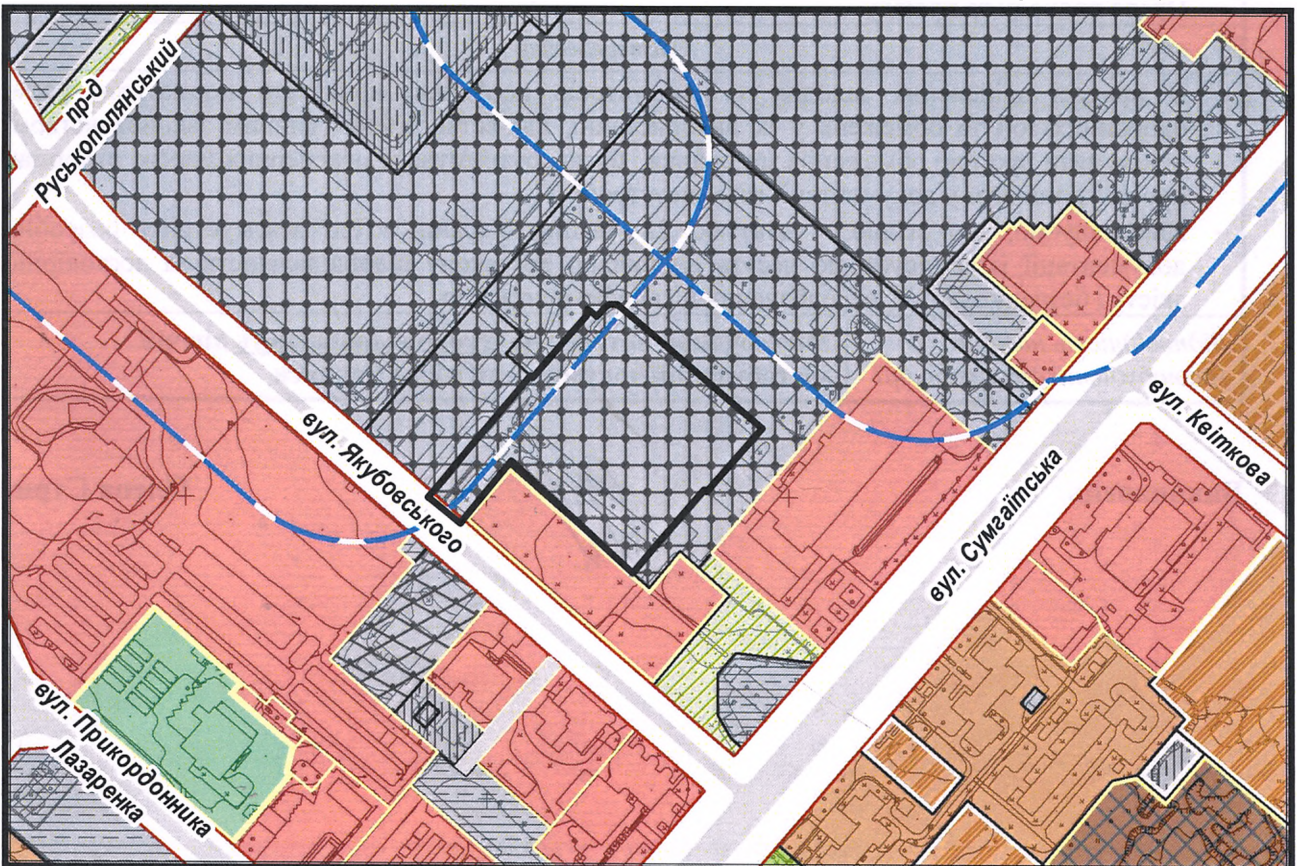 пр-д
Руськополянський
вул. Якубовського
вул. Квіткова
вул. Сумгаїтська
вул. Прикордонника
Лазаренка